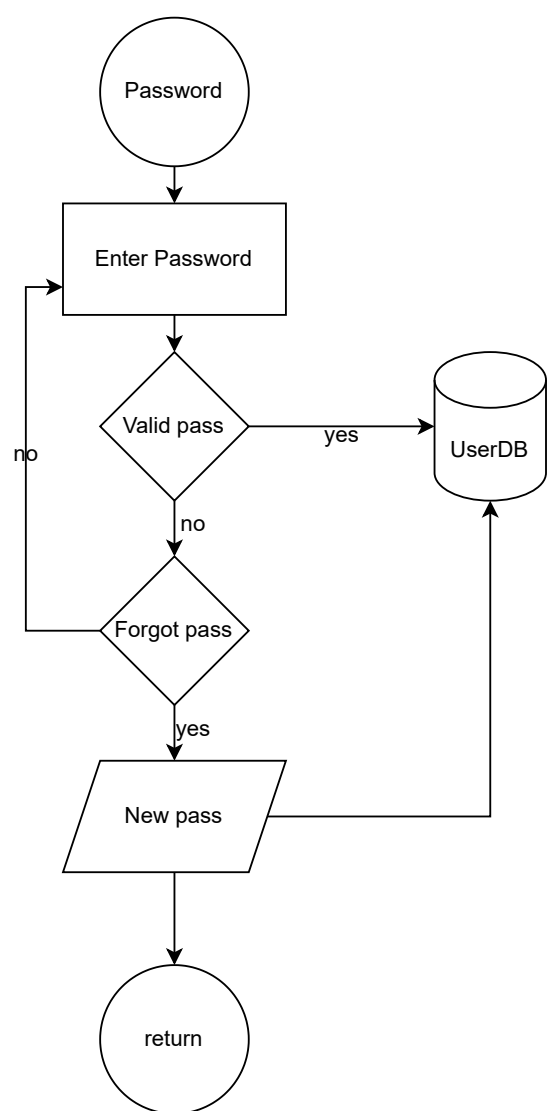 Password
Enter Password
Valid pass
yes
UserDB
no
no
Forgot pass
yes
New pass
return